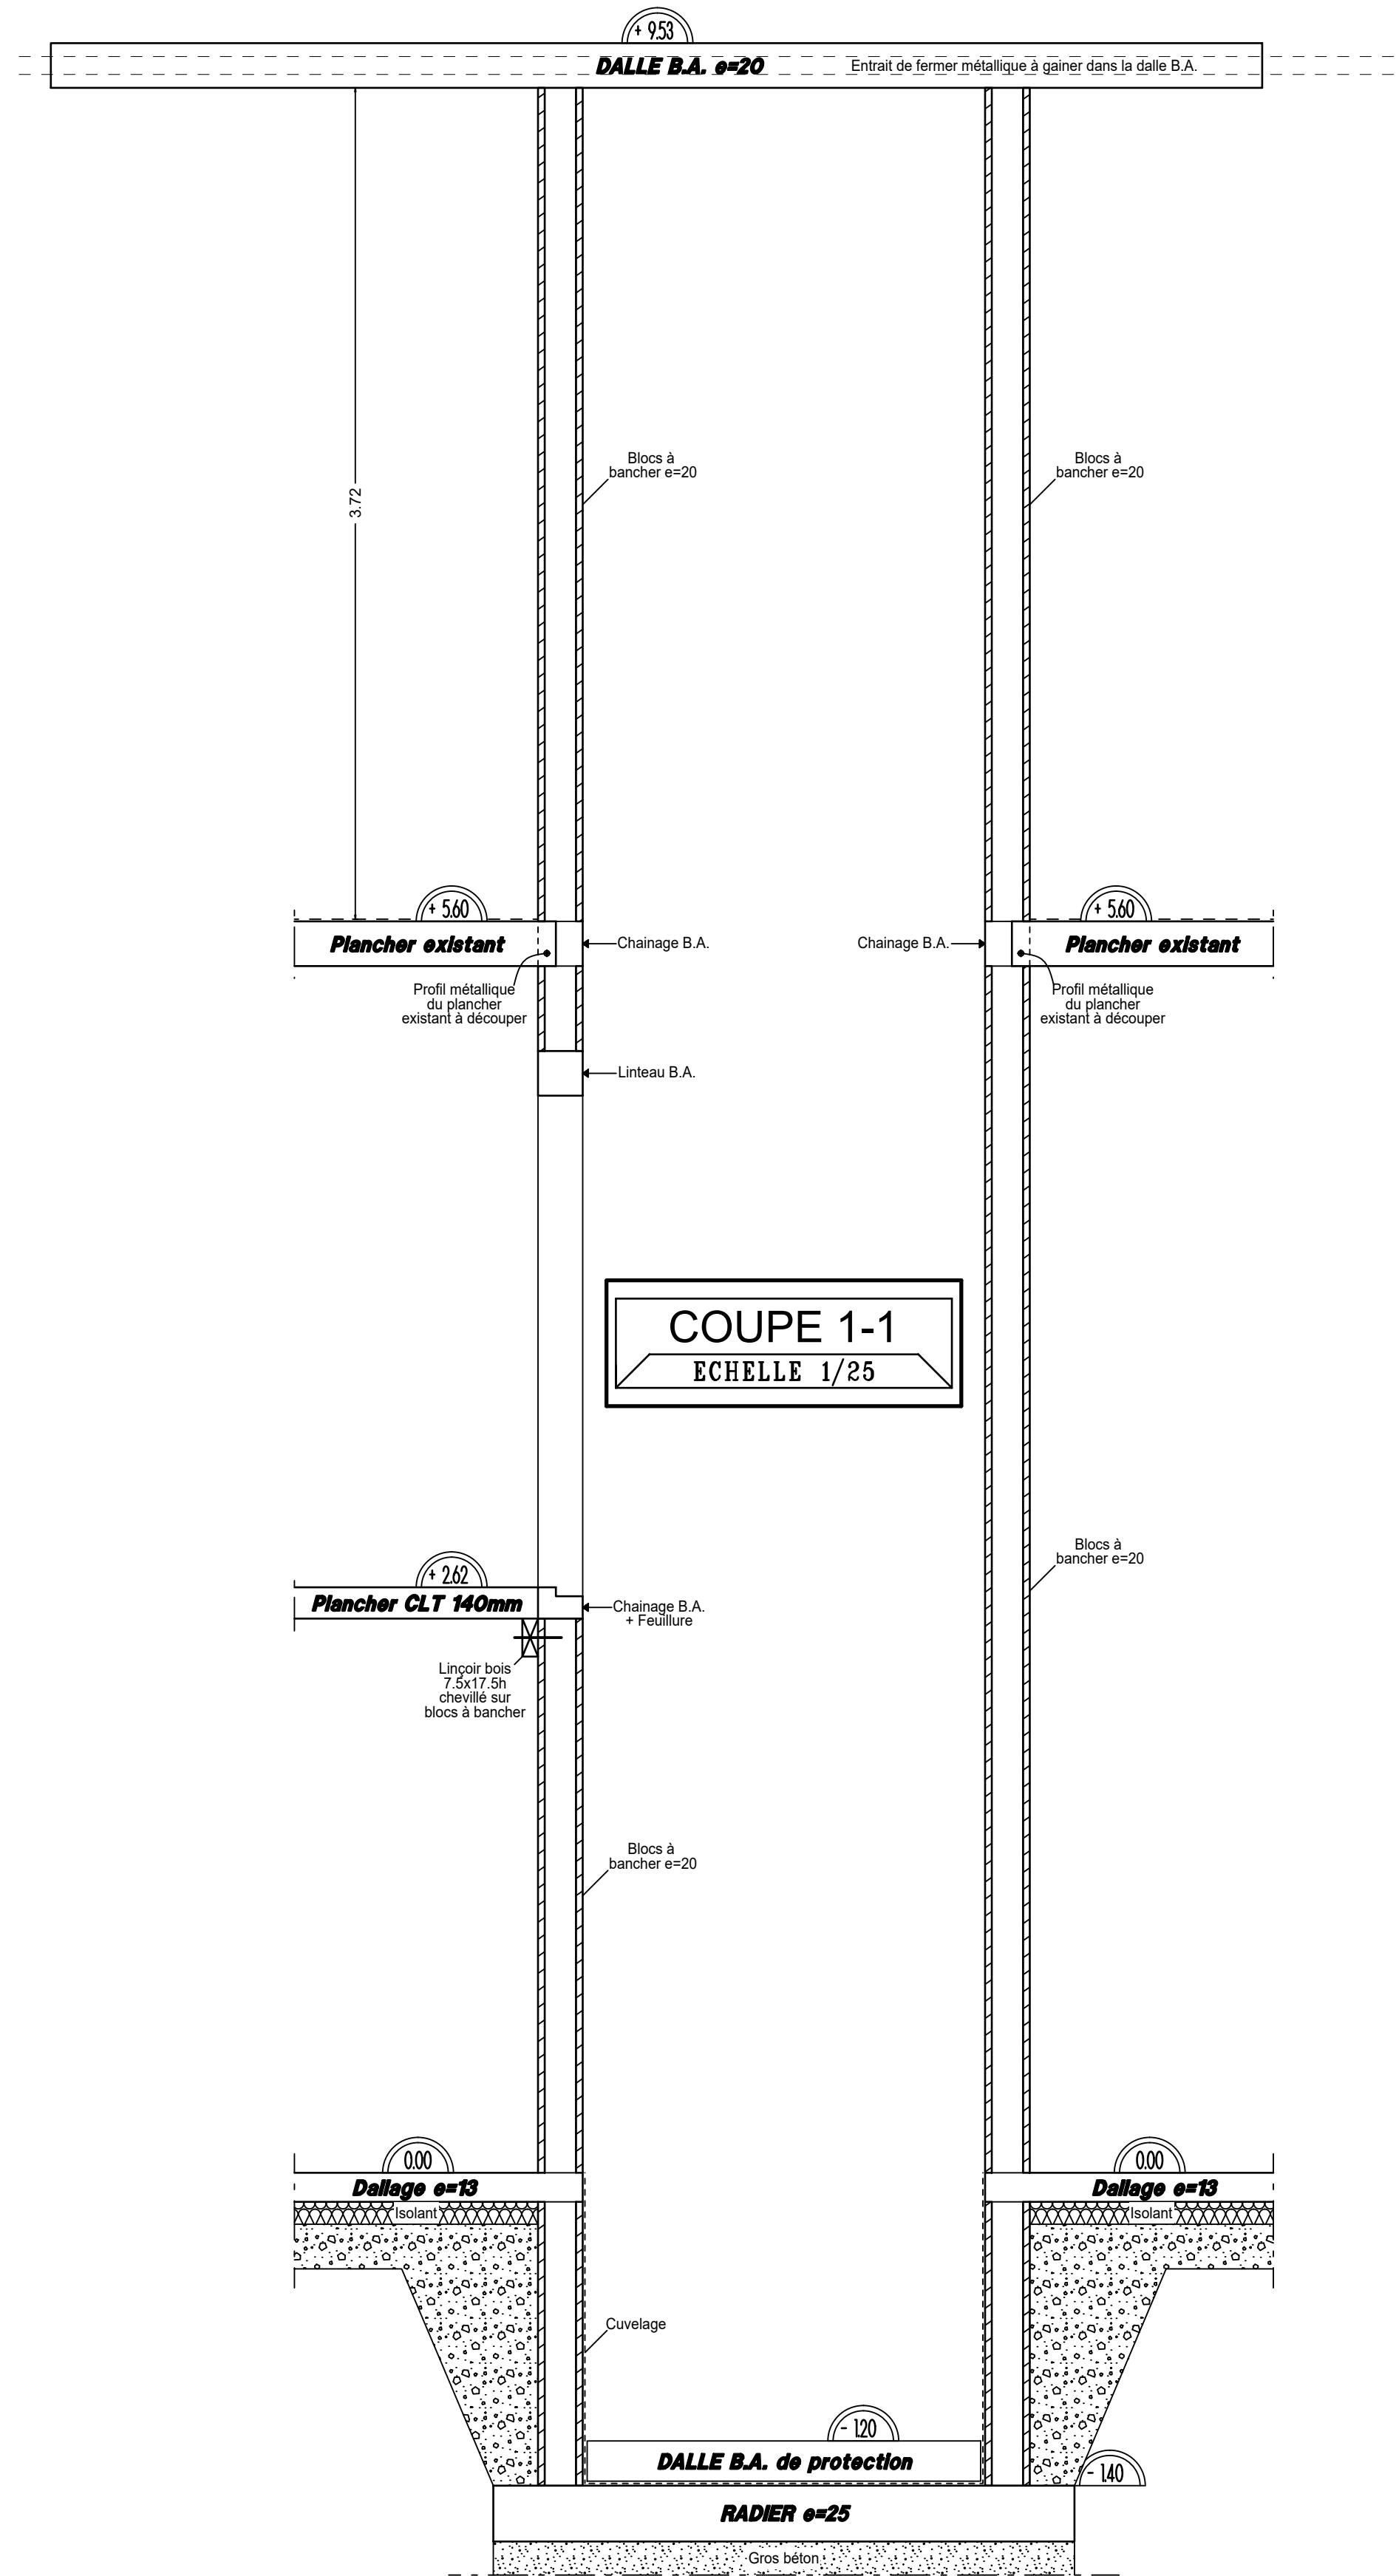 + 9.53
DALLE B.A. e=20
Entrait de fermer métallique à gainer dans la dalle B.A.
3.72
Blocs à
bancher e=20
Blocs à
bancher e=20
+ 5.60
+ 5.60
Plancher existant
Chainage B.A.
Chainage B.A.
Plancher existant
Profil métallique
du plancher
existant à découper
Profil métallique
du plancher
existant à découper
Linteau B.A.
COUPE 1-1
ECHELLE 1/25
Blocs à
bancher e=20
+ 2.62
Plancher CLT 140mm
Chainage B.A.
+ Feuillure
Linçoir bois
7.5x17.5h
chevillé sur
blocs à bancher
Blocs à
bancher e=20
0.00
0.00
Dallage e=13
Dallage e=13
Isolant
Isolant
Cuvelage
- 1.20
DALLE B.A. de protection
- 1.40
RADIER e=25
Gros béton